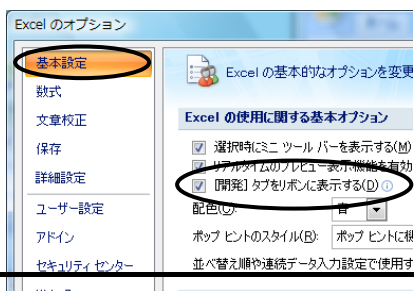 Excel のオプション
基本設定
数式
文章校正
保存
詳細設定
ユーザー設定
アドイン
セキュリティ センター
Excel の基本的なオプションを変更
Excel の使用に関する基本オプション
選択時にミニ ツール バーを表示する(M)
リアルタイムのプレビュー表示機能を有効
[開発] タブをリボンに表示する(D)
配色(C):
青
ポップ ヒントのスタイル(R):
ポップ ヒントに機
並べ替え順や連続データ入力設定で使用す